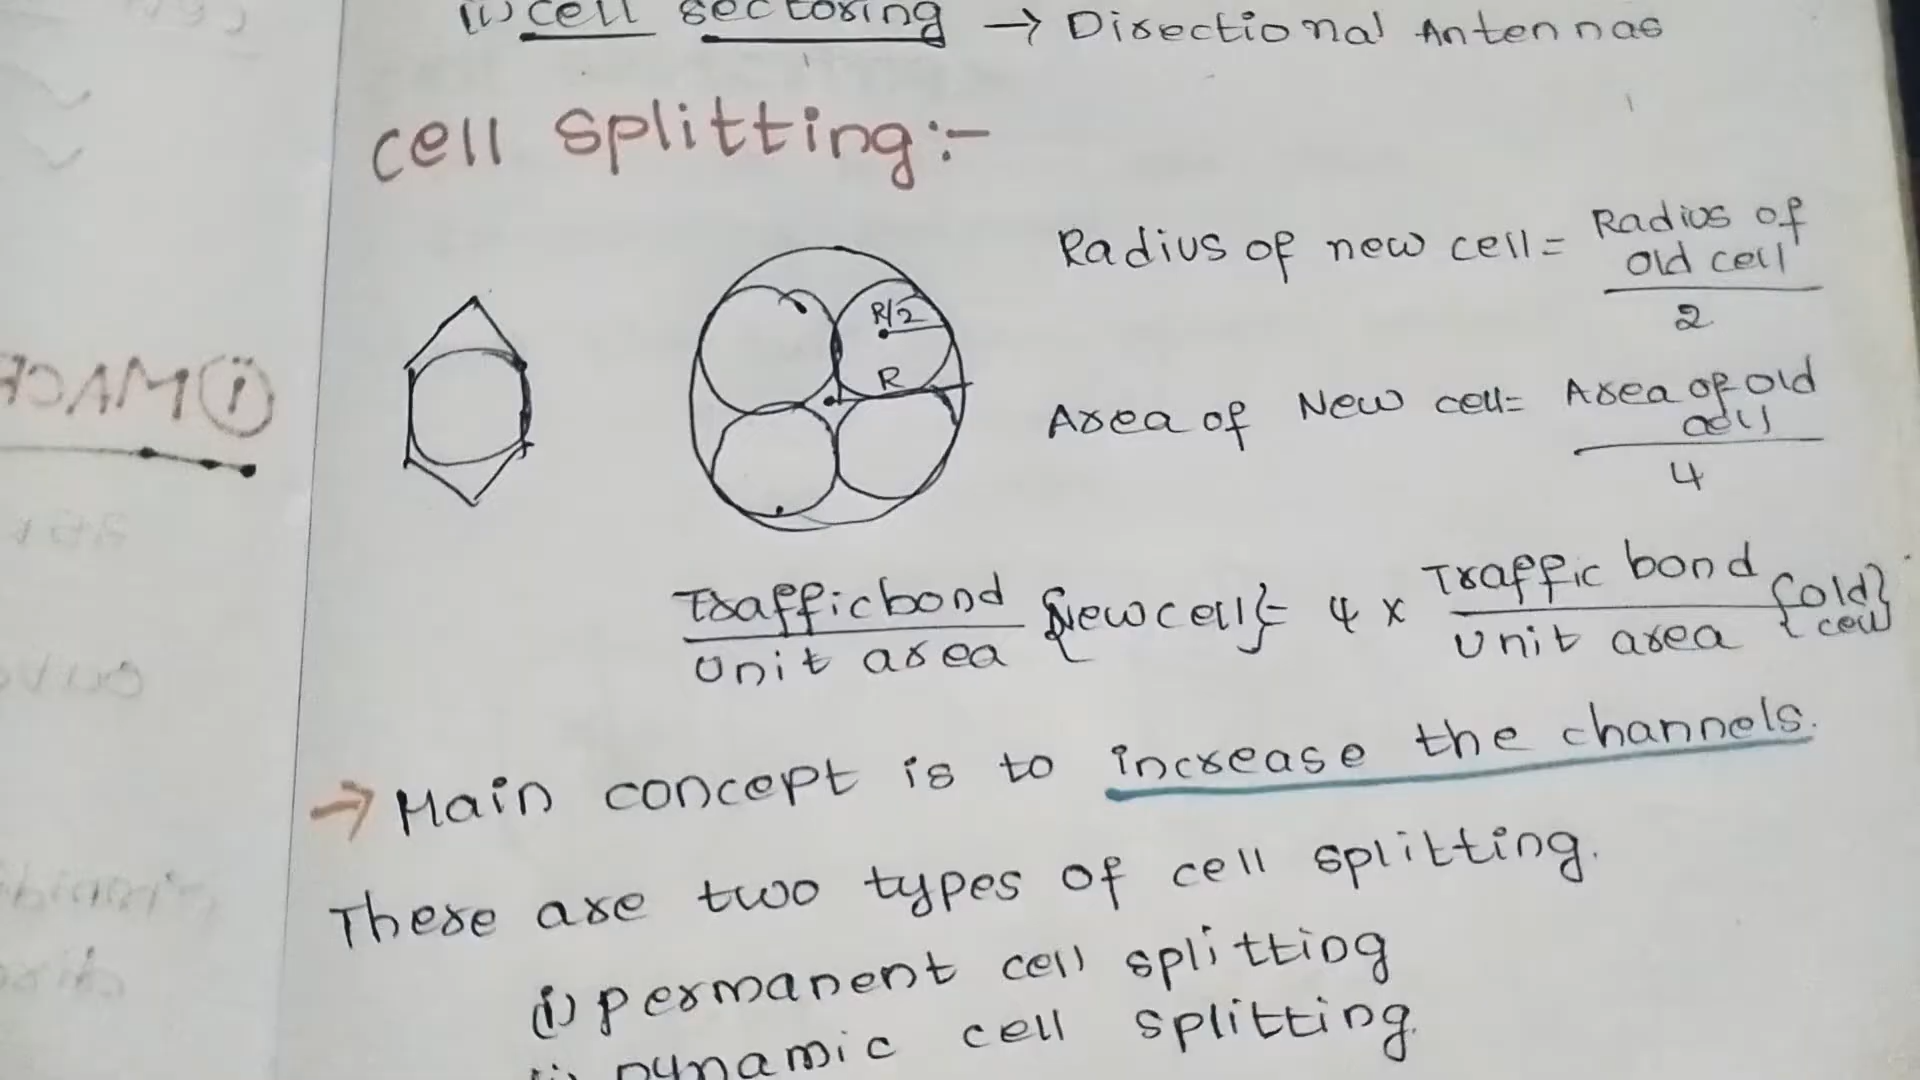 (ii) cell sectoring → Directional Antennas
cell splitting:-
Radius of new cell = Radius of
old cell
2
R/2
R
Area of New cell = Area of old
cell
4
Traffic bond {New cell} = 4 x Traffic bond {old
Unit area Unit area cell}
→ Main concept is to increase the channels.
There are two types of cell splitting.
(i) permanent cell splitting
(ii) Dynamic cell splitting.